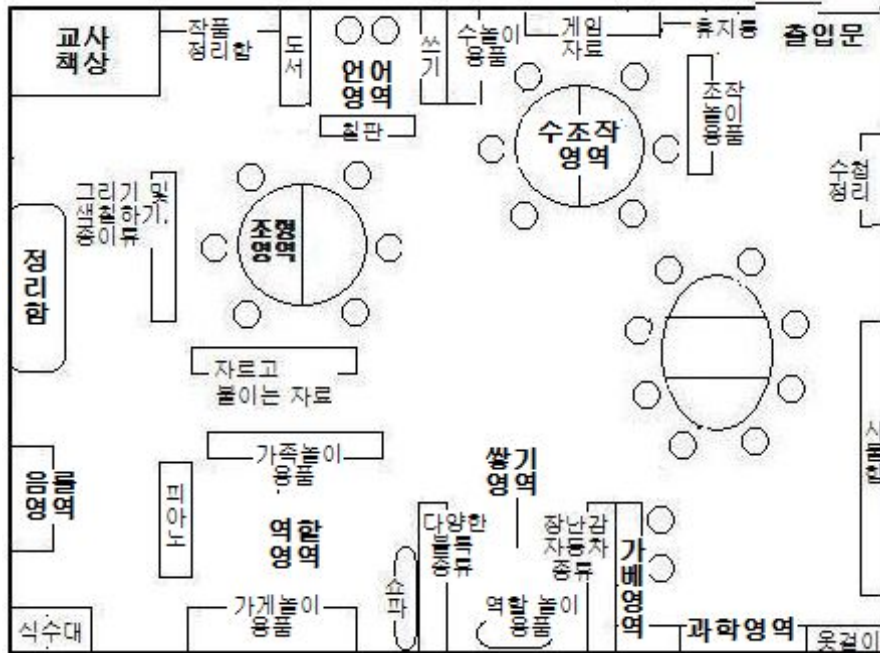 교사
책상
작품
정리함
도서
언어
영역
쓰기
수놀이
용품
게임
자료
휴지통
출입문
칠판
수조작
영역
조작
놀이
용품
수첩
정리
그리기 및
색칠하기,
종이류
조형
영역
정리함
자르고
붙이는 자료
가족놀이
용품
쌓기
영역
사물함
음률
영역
피아노
역할
영역
다양한
블록
종류
장난감
자동차
종류
가베영역
쇼파
식수대
가게놀이
용품
역할 놀이
용품
과학영역
옷걸이